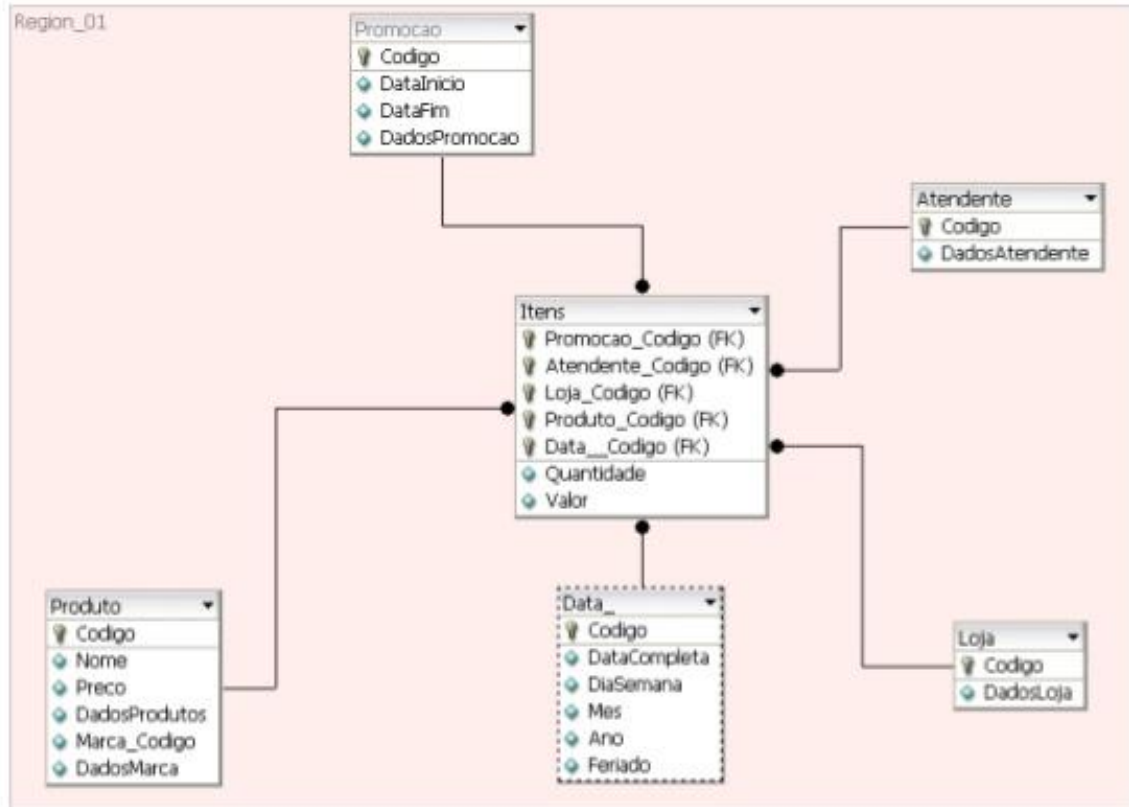 Region_01
Promocao
Codigo
DataInicio
DataFim
DadosPromocao
Atendente
Codigo
DadosAtendente
Itens
Promocao_Codigo (FK)
Atendente_Codigo (FK)
Loja_Codigo (FK)
Produto_Codigo (FK)
Data__Codigo (FK)
Quantidade
Valor
Produto
Codigo
Nome
Preco
DadosProdutos
Marca_Codigo
DadosMarca
Data_
Codigo
DataCompleta
DiaSemana
Mes
Ano
Feriado
Loja
Codigo
DadosLoja